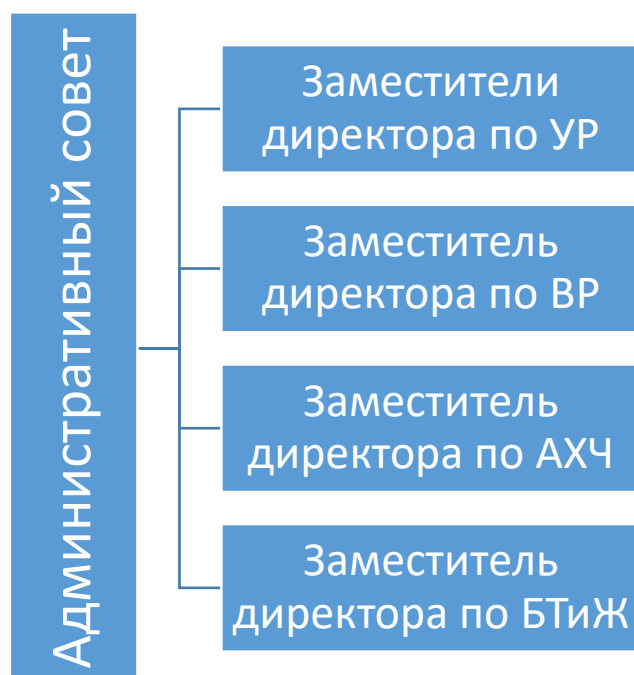 Административный совет
Заместители
директора по УР
Заместитель
директора по ВР
Заместитель
директора по АХЧ
Заместитель
директора по БТиЖ